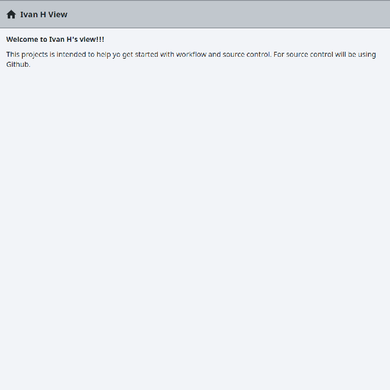 Ivan H View
Welcome to Ivan H's view!!!
This projects is intended to help yo get started with workflow and source control. For source control will be using
Github.